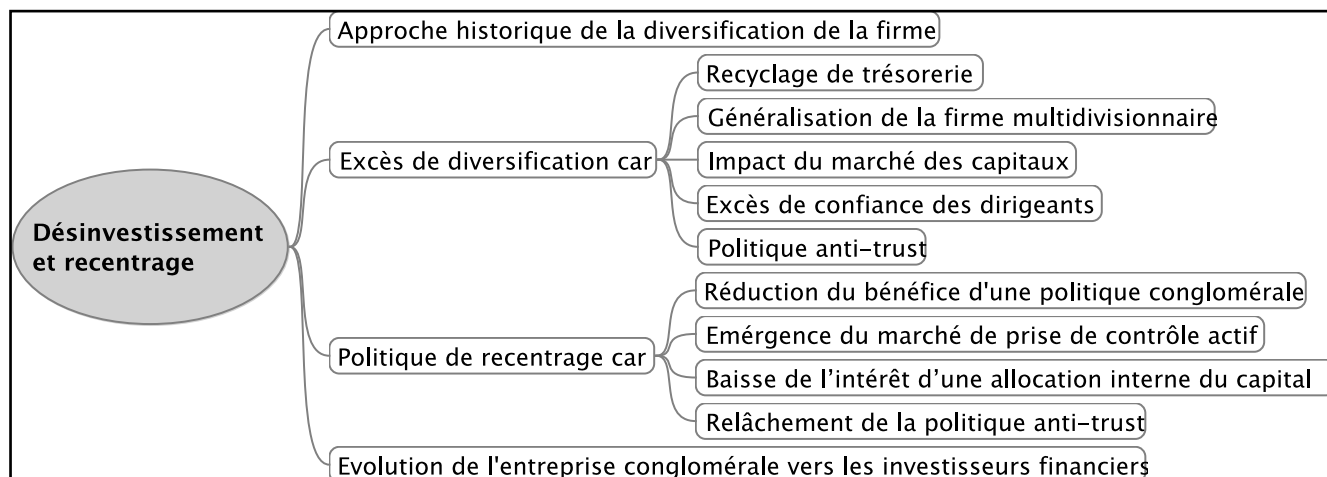 Désinvestissement
et recentrage
Approche historique de la diversification de la firme
Excès de diversification car
Recyclage de trésorerie
Généralisation de la firme multidivisionnaire
Impact du marché des capitaux
Excès de confiance des dirigeants
Politique anti-trust
Politique de recentrage car
Réduction du bénéfice d'une politique conglomérale
Emérgence du marché de prise de contrôle actif
Baisse de l’intérêt d’une allocation interne du capital
Relâchement de la politique anti-trust
Evolution de l'entreprise conglomérale vers les investisseurs financiers